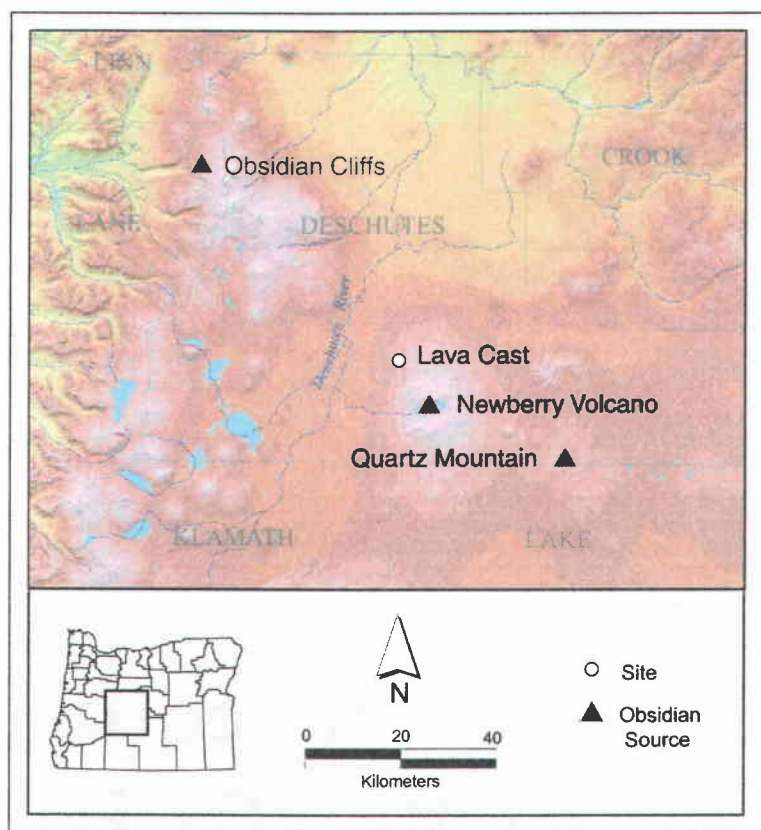 LINN
Obsidian Cliffs
CROOK
LANE
DESCHUTES
Deschutes River
Lava Cast
Newberry Volcano
Quartz Mountain
KLAMATH
LAKE
N
0 20 40
Kilometers
Site
Obsidian
Source